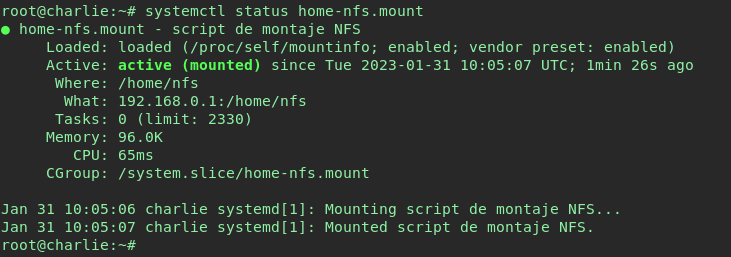 root@charlie:~# systemctl status home-nfs.mount
● home-nfs.mount - script de montaje NFS
     Loaded: loaded (/proc/self/mountinfo; enabled; vendor preset: enabled)
     Active: active (mounted) since Tue 2023-01-31 10:05:07 UTC; 1min 26s ago
      Where: /home/nfs
       What: 192.168.0.1:/home/nfs
      Tasks: 0 (limit: 2330)
     Memory: 96.0K
        CPU: 65ms
     CGroup: /system.slice/home-nfs.mount

Jan 31 10:05:06 charlie systemd[1]: Mounting script de montaje NFS...
Jan 31 10:05:07 charlie systemd[1]: Mounted script de montaje NFS.
root@charlie:~#